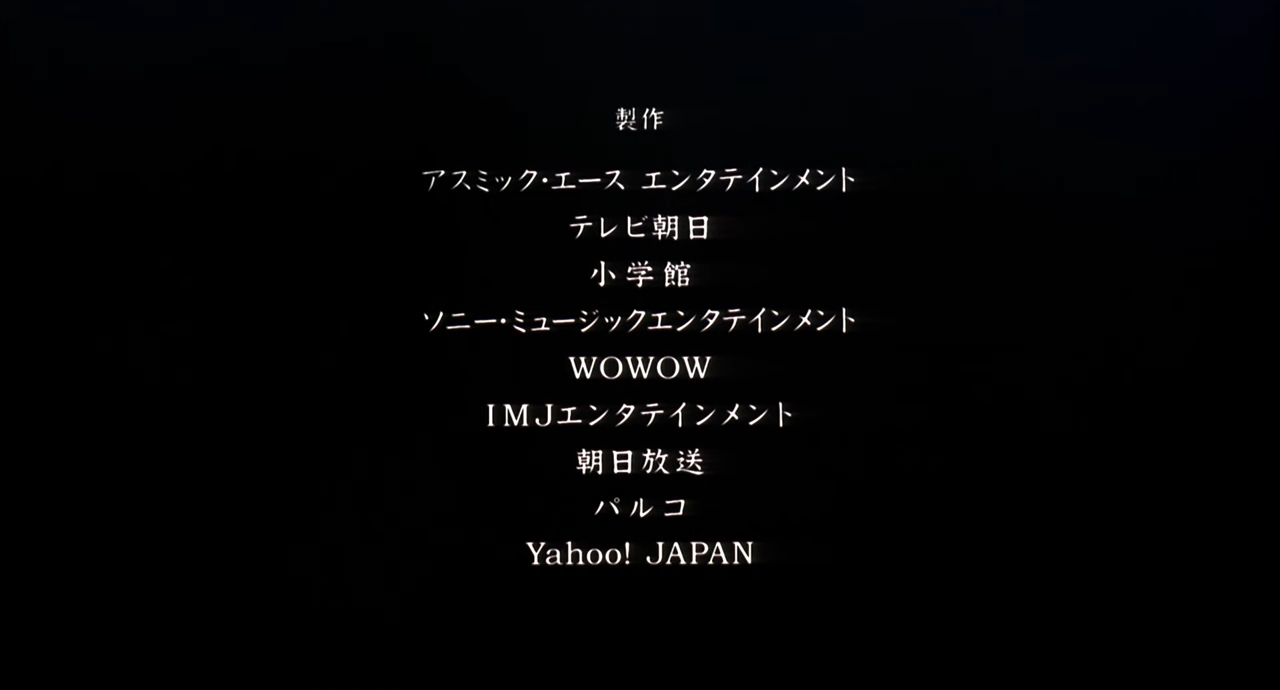 製作
アスミック・エース エンタテインメント
テレビ朝日
小学館
ソニー・ミュージックエンタテインメント
WOWOW
IMJエンタテインメント
朝日放送
パルコ
Yahoo! JAPAN